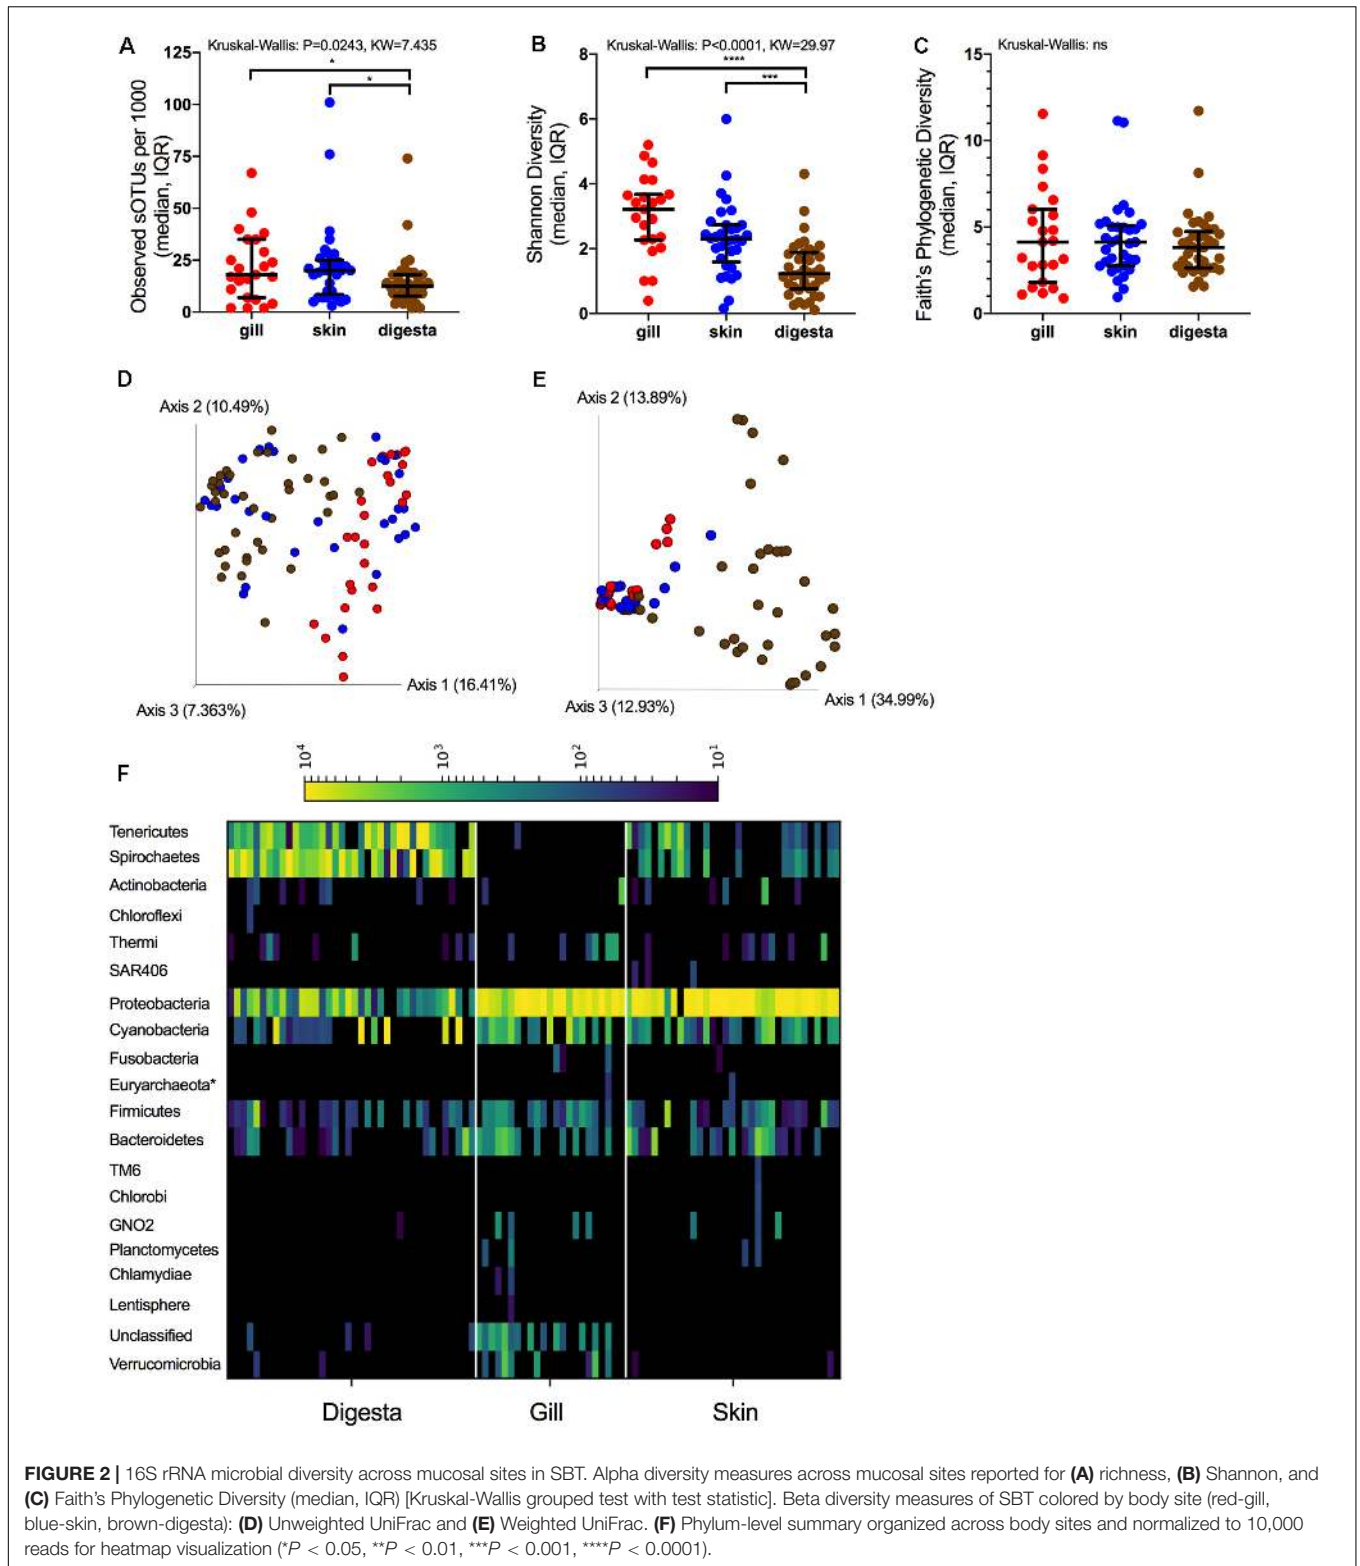 A
Kruskal-Wallis: P=0.0243, KW=7.435
Observed sOTUs per 1000
(median, IQR)
125
100
75
50
25
0
*
*
gill skin digesta
B
Kruskal-Wallis: P<0.0001, KW=29.97
Shannon Diversity
(median, IQR)
8
6
4
2
0
****
***
gill skin digesta
C
Kruskal-Wallis: ns
Faith's Phylogenetic Diversity
(median, IQR)
15
10
5
0
gill skin digesta
D
Axis 2 (10.49%)
Axis 1 (16.41%)
Axis 3 (7.363%)
E
Axis 2 (13.89%)
Axis 1 (34.99%)
Axis 3 (12.93%)
F
10^4 10^3 10^-2 10^1
Tenericutes
Spirochaetes
Actinobacteria
Chloroflexi
Thermi
SAR406
Proteobacteria
Cyanobacteria
Fusobacteria
Euryarchaeota*
Firmicutes
Bacteroidetes
TM6
Chlorobi
GNO2
Planctomycetes
Chlamydiae
Lentisphere
Unclassified
Verrucomicrobia
Digesta Gill Skin
FIGURE 2 | 16S rRNA microbial diversity across mucosal sites in SBT. Alpha diversity measures across mucosal sites reported for (A) richness, (B) Shannon, and
(C) Faith's Phylogenetic Diversity (median, IQR) [Kruskal-Wallis grouped test with test statistic]. Beta diversity measures of SBT colored by body site (red-gill,
blue-skin, brown-digesta): (D) Unweighted UniFrac and (E) Weighted UniFrac. (F) Phylum-level summary organized across body sites and normalized to 10,000
reads for heatmap visualization (*P < 0.05, **P < 0.01, ***P < 0.001, ****P < 0.0001).